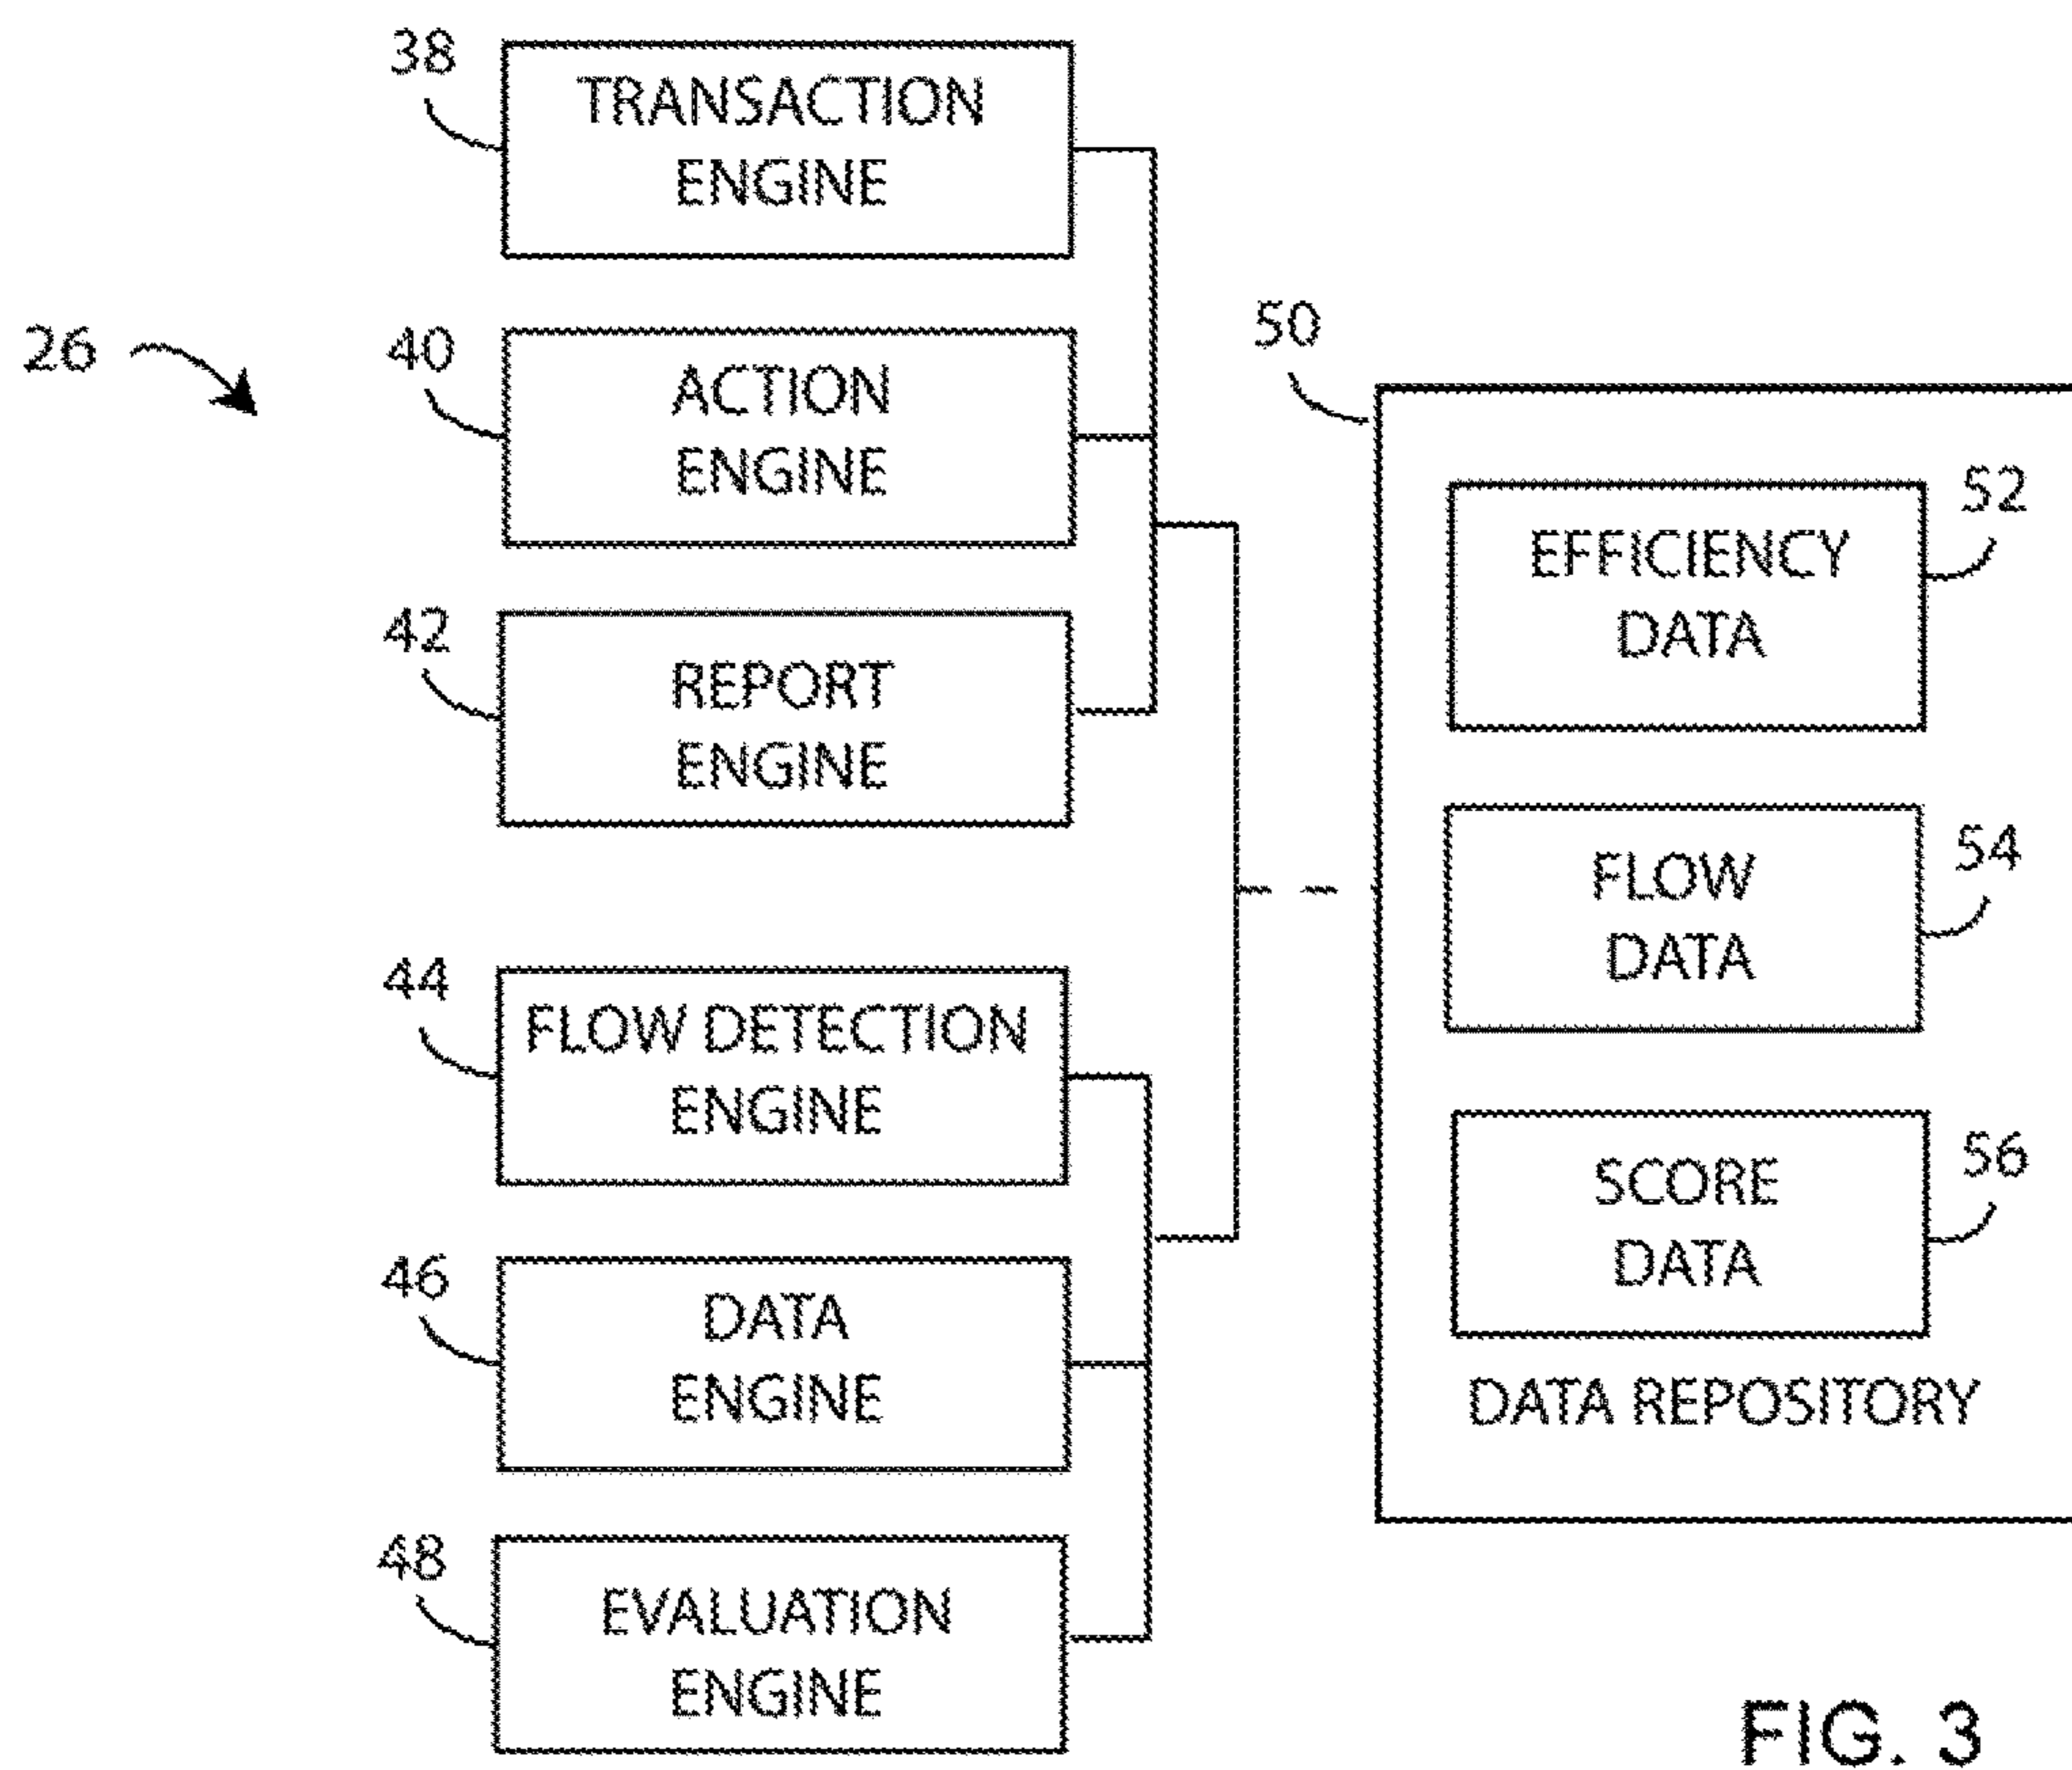 38
TRANSACTION
ENGINE
26
40
ACTION
ENGINE
42
REPORT
ENGINE
44
FLOW DETECTION
ENGINE
46
DATA
ENGINE
48
EVALUATION
ENGINE
50
52
EFFICIENCY
DATA
54
FLOW
DATA
56
SCORE
DATA
DATA REPOSITORY
FIG. 3